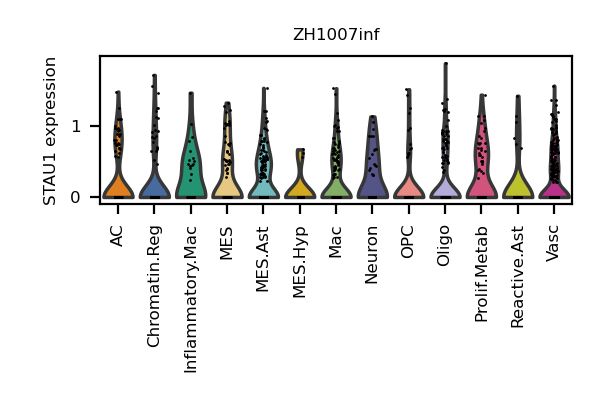 ZH1007inf
STAU1 expression
1
0
AC
Chromatin.Reg
Inflammatory.Mac
MES
MES.Ast
MES.Hyp
Mac
Neuron
OPC
Oligo
Prolif.Metab
Reactive.Ast
Vasc